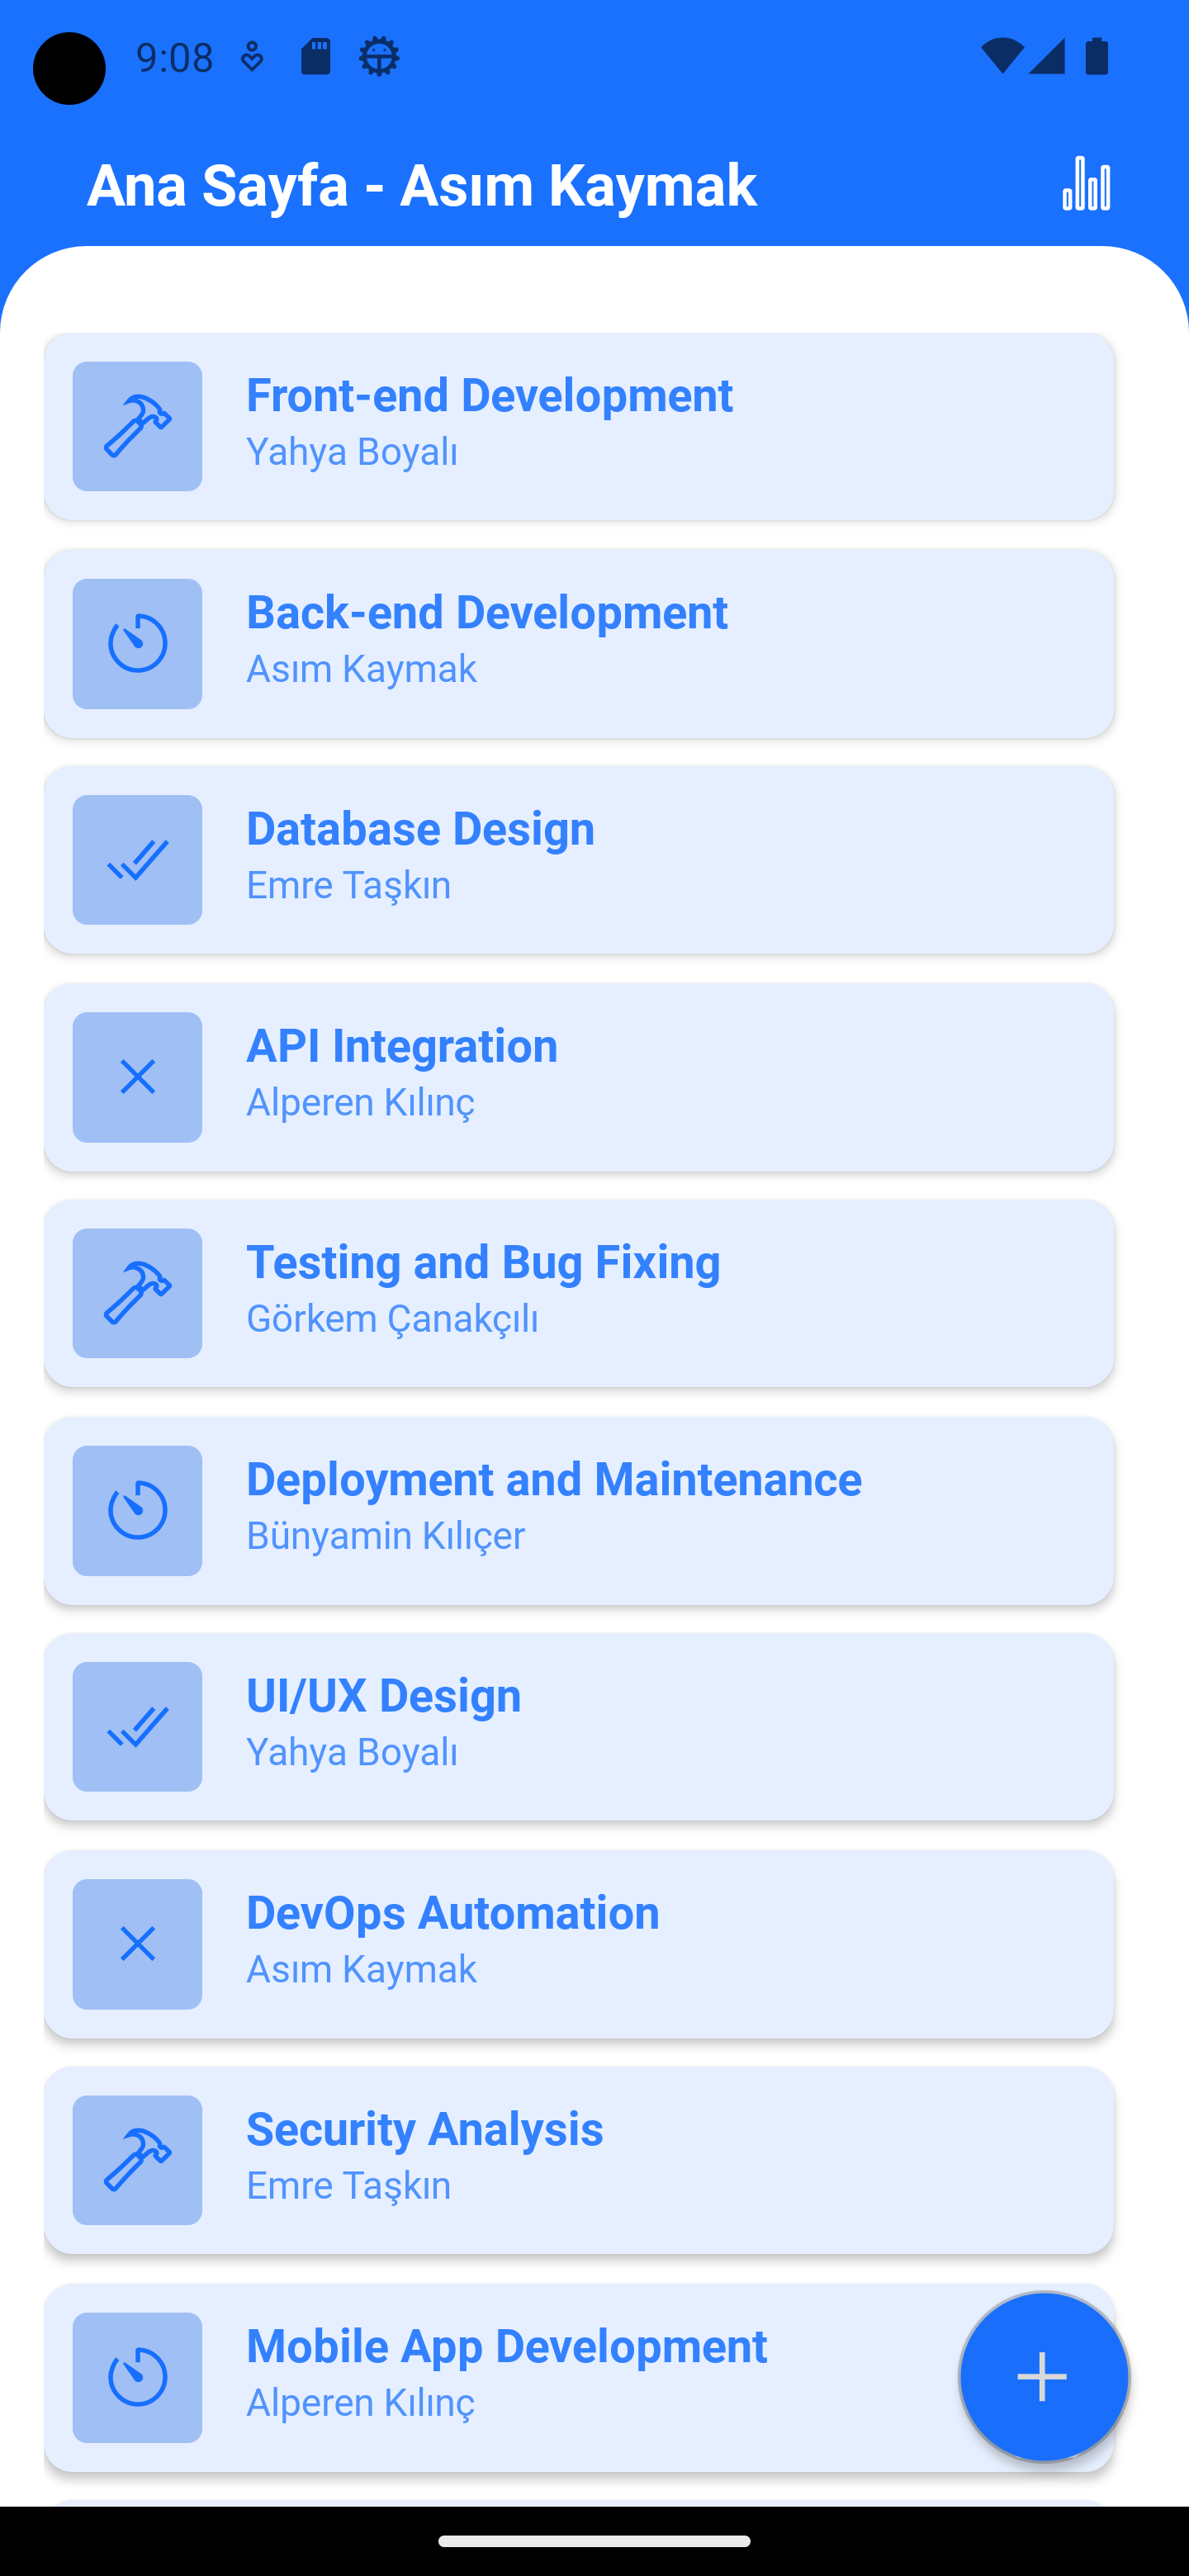 9:08
Ana Sayfa - Asım Kaymak
Front-end Development
Yahya Boyalı
Back-end Development
Asım Kaymak
Database Design
Emre Taşkın
API Integration
Alperen Kılınç
Testing and Bug Fixing
Görkem Çanakçılı
Deployment and Maintenance
Bünyamin Kılıçer
UI/UX Design
Yahya Boyalı
DevOps Automation
Asım Kaymak
Security Analysis
Emre Taşkın
Mobile App Development
Alperen Kılınç